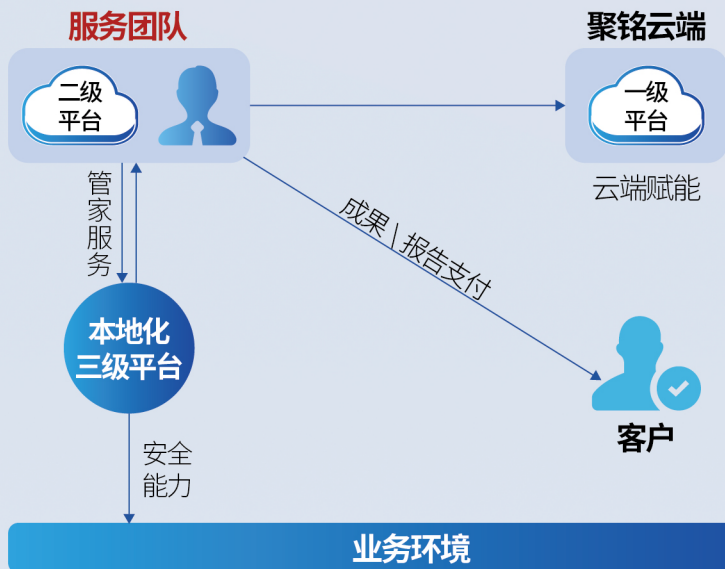 服务团队
聚铭云端
二级
平台
一级
平台
云端赋能
管家服务
成果\报告支付
本地化
三级平台
客户
安全
能力
业务环境